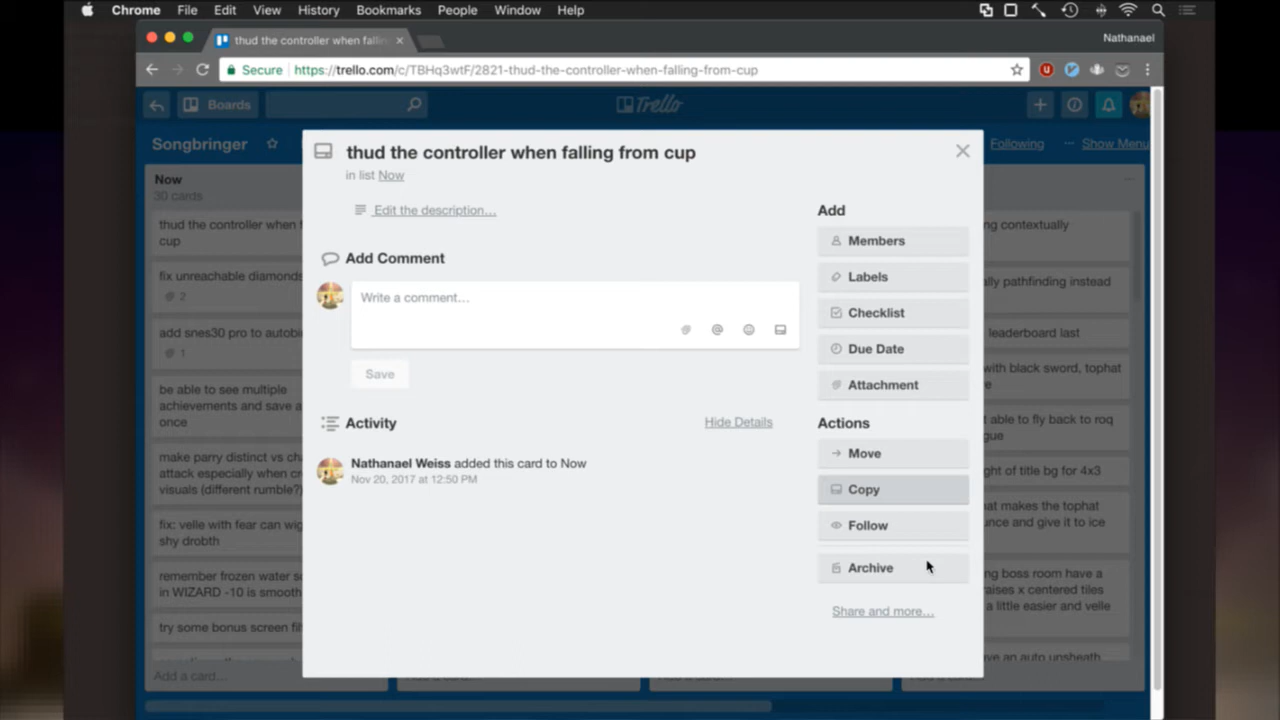 Chrome File Edit View History Bookmarks People Window Help
thud the controller when fallin
Nathanael
Secure https://trello.com/c/TBHq3wtF/2821-thud-the-controller-when-falling-from-cup
Boards
Trello
Songbringer
Following
Show Menu
Now
30 cards
thud the controller when f
cup
fix unreachable diamonds
2
add snes30 pro to autobi
1
be able to see multiple
achievements and save a
once
make parry distinct vs ch
attack especially when c
visuals (different rumble?)
fix: velle with fear can wig
shy drobth
remember frozen water s
in WIZARD -10 is smooth
try some bonus screen fil
Add a card…
thud the controller when falling from cup
in list Now
Edit the description…
Add Comment
Write a comment…
Save
Activity
Hide Details
Nathanael Weiss added this card to Now
Nov 20, 2017 at 12:50 PM
Add
Members
Labels
Checklist
Due Date
Attachment
Actions
Move
Copy
Follow
Archive
Share and more…
ng contextually
ally pathfinding instead
leaderboard last
with black sword, tophat
e
able to fly back to roq
gue
ght of title bg for 4x3
at makes the tophat
unce and give it to ice
ng boss room have a
raises x centered tiles
a little easier and velle
ve an auto unsheath